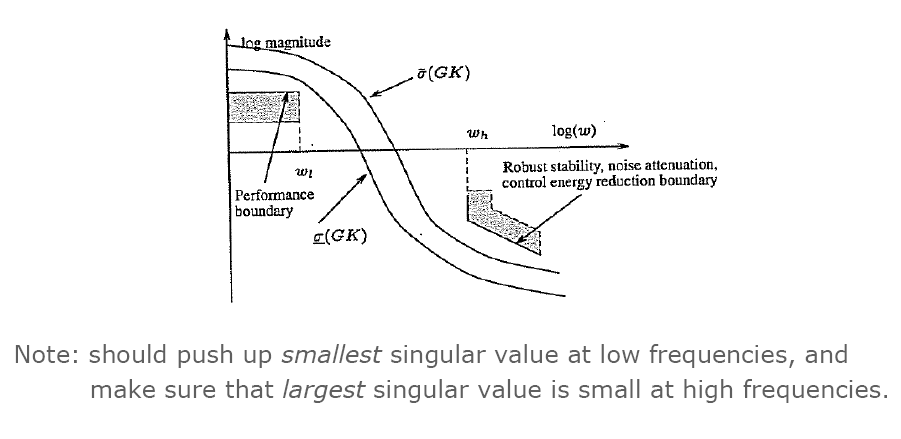 log magnitude
σ̄(GK)
w_h
log(w)
w_l
Robust stability, noise attenuation,
control energy reduction boundary
Performance
boundary
σ̲(GK)
Note: should push up smallest singular value at low frequencies, and
make sure that largest singular value is small at high frequencies.